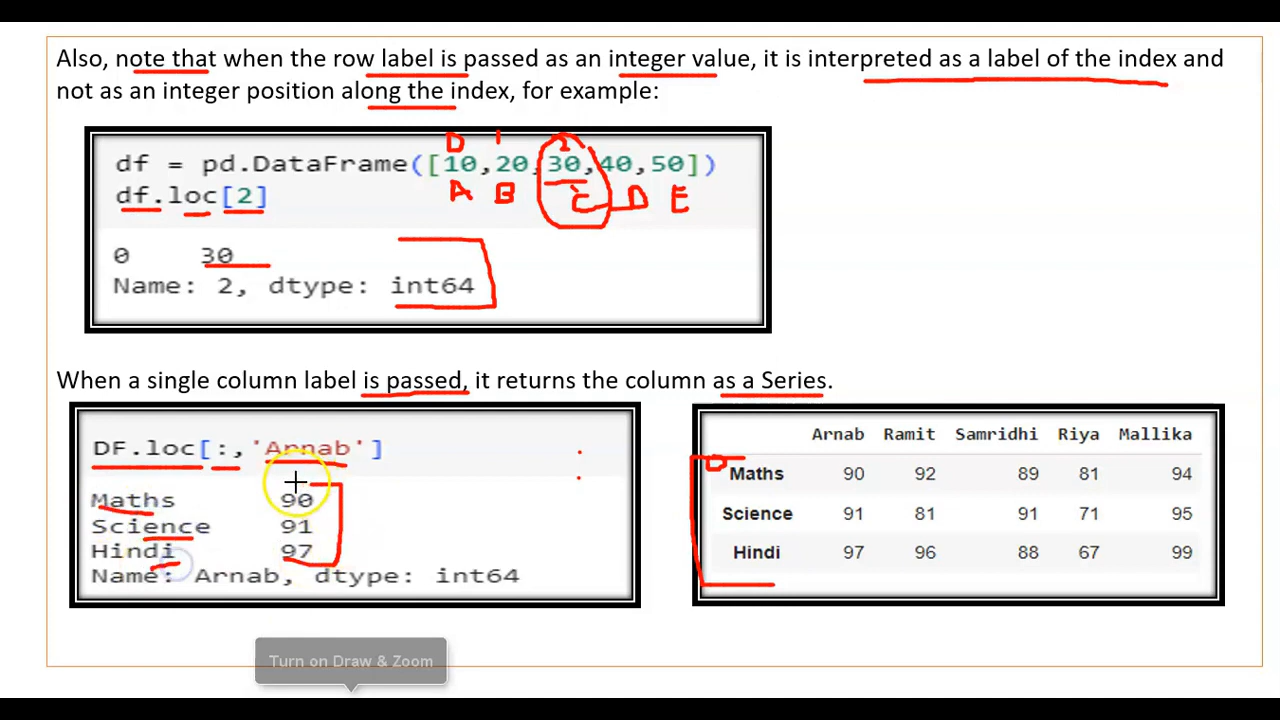 Also, note that when the row label is passed as an integer value, it is interpreted as a label of the index and
not as an integer position along the index, for example:
D 1 2
df = pd.DataFrame([10,20,30,40,50])
A B C D E
df.loc[2]
0 30
Name: 2, dtype: int64
When a single column label is passed, it returns the column as a Series.
DF.loc[:,'Arnab']
Maths 90
Science 91
Hindi 97
Name: Arnab, dtype: int64
Arnab Ramit Samridhi Riya Mallika
Maths 90 92 89 81 94
Science 91 81 91 71 95
Hindi 97 96 88 67 99
Turn on Draw & Zoom